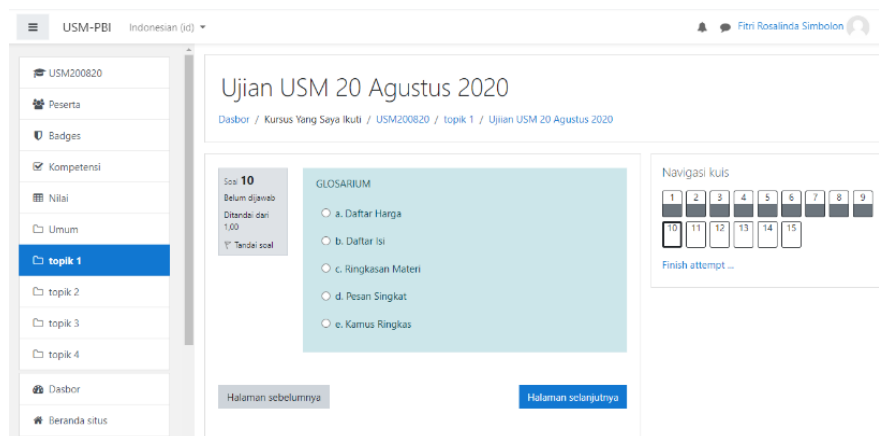 USM-PBI Indonesian (id)
Fitri Rosalinda Simbolon
USM200820
Peserta
Badges
Kompetensi
Nilai
Umum
topik 1
topik 2
topik 3
topik 4
Dasbor
Beranda situs
Ujian USM 20 Agustus 2020
Dasbor / Kursus Yang Saya Ikuti / USM200820 / topik 1 / Ujian USM 20 Agustus 2020
Soal 10
Belum dijawab
Ditandai dari
1,00
Tandai soal
GLOSARIUM
a. Daftar Harga
b. Daftar Isi
c. Ringkasan Materi
d. Pesan Singkat
e. Kamus Ringkas
Halaman sebelumnya
Halaman selanjutnya
Navigasi kuis
1 2 3 4 5 6 7 8 9
10 11 12 13 14 15
Finish attempt ...